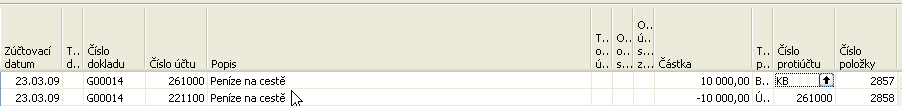 Zúčtovací datum T.. d.. Číslo dokladu Číslo účtu Popis T.. o.. ú.. O.. o.. s.. O.. ú.. s.. z.. Částka T.. p.. Číslo protiúčtu Číslo položky
23.03.09 G00014 261000 Peníze na cestě 10 000,00 B... KB 2857
23.03.09 G00014 221100 Peníze na cestě -10 000,00 Ú... 261000 2858